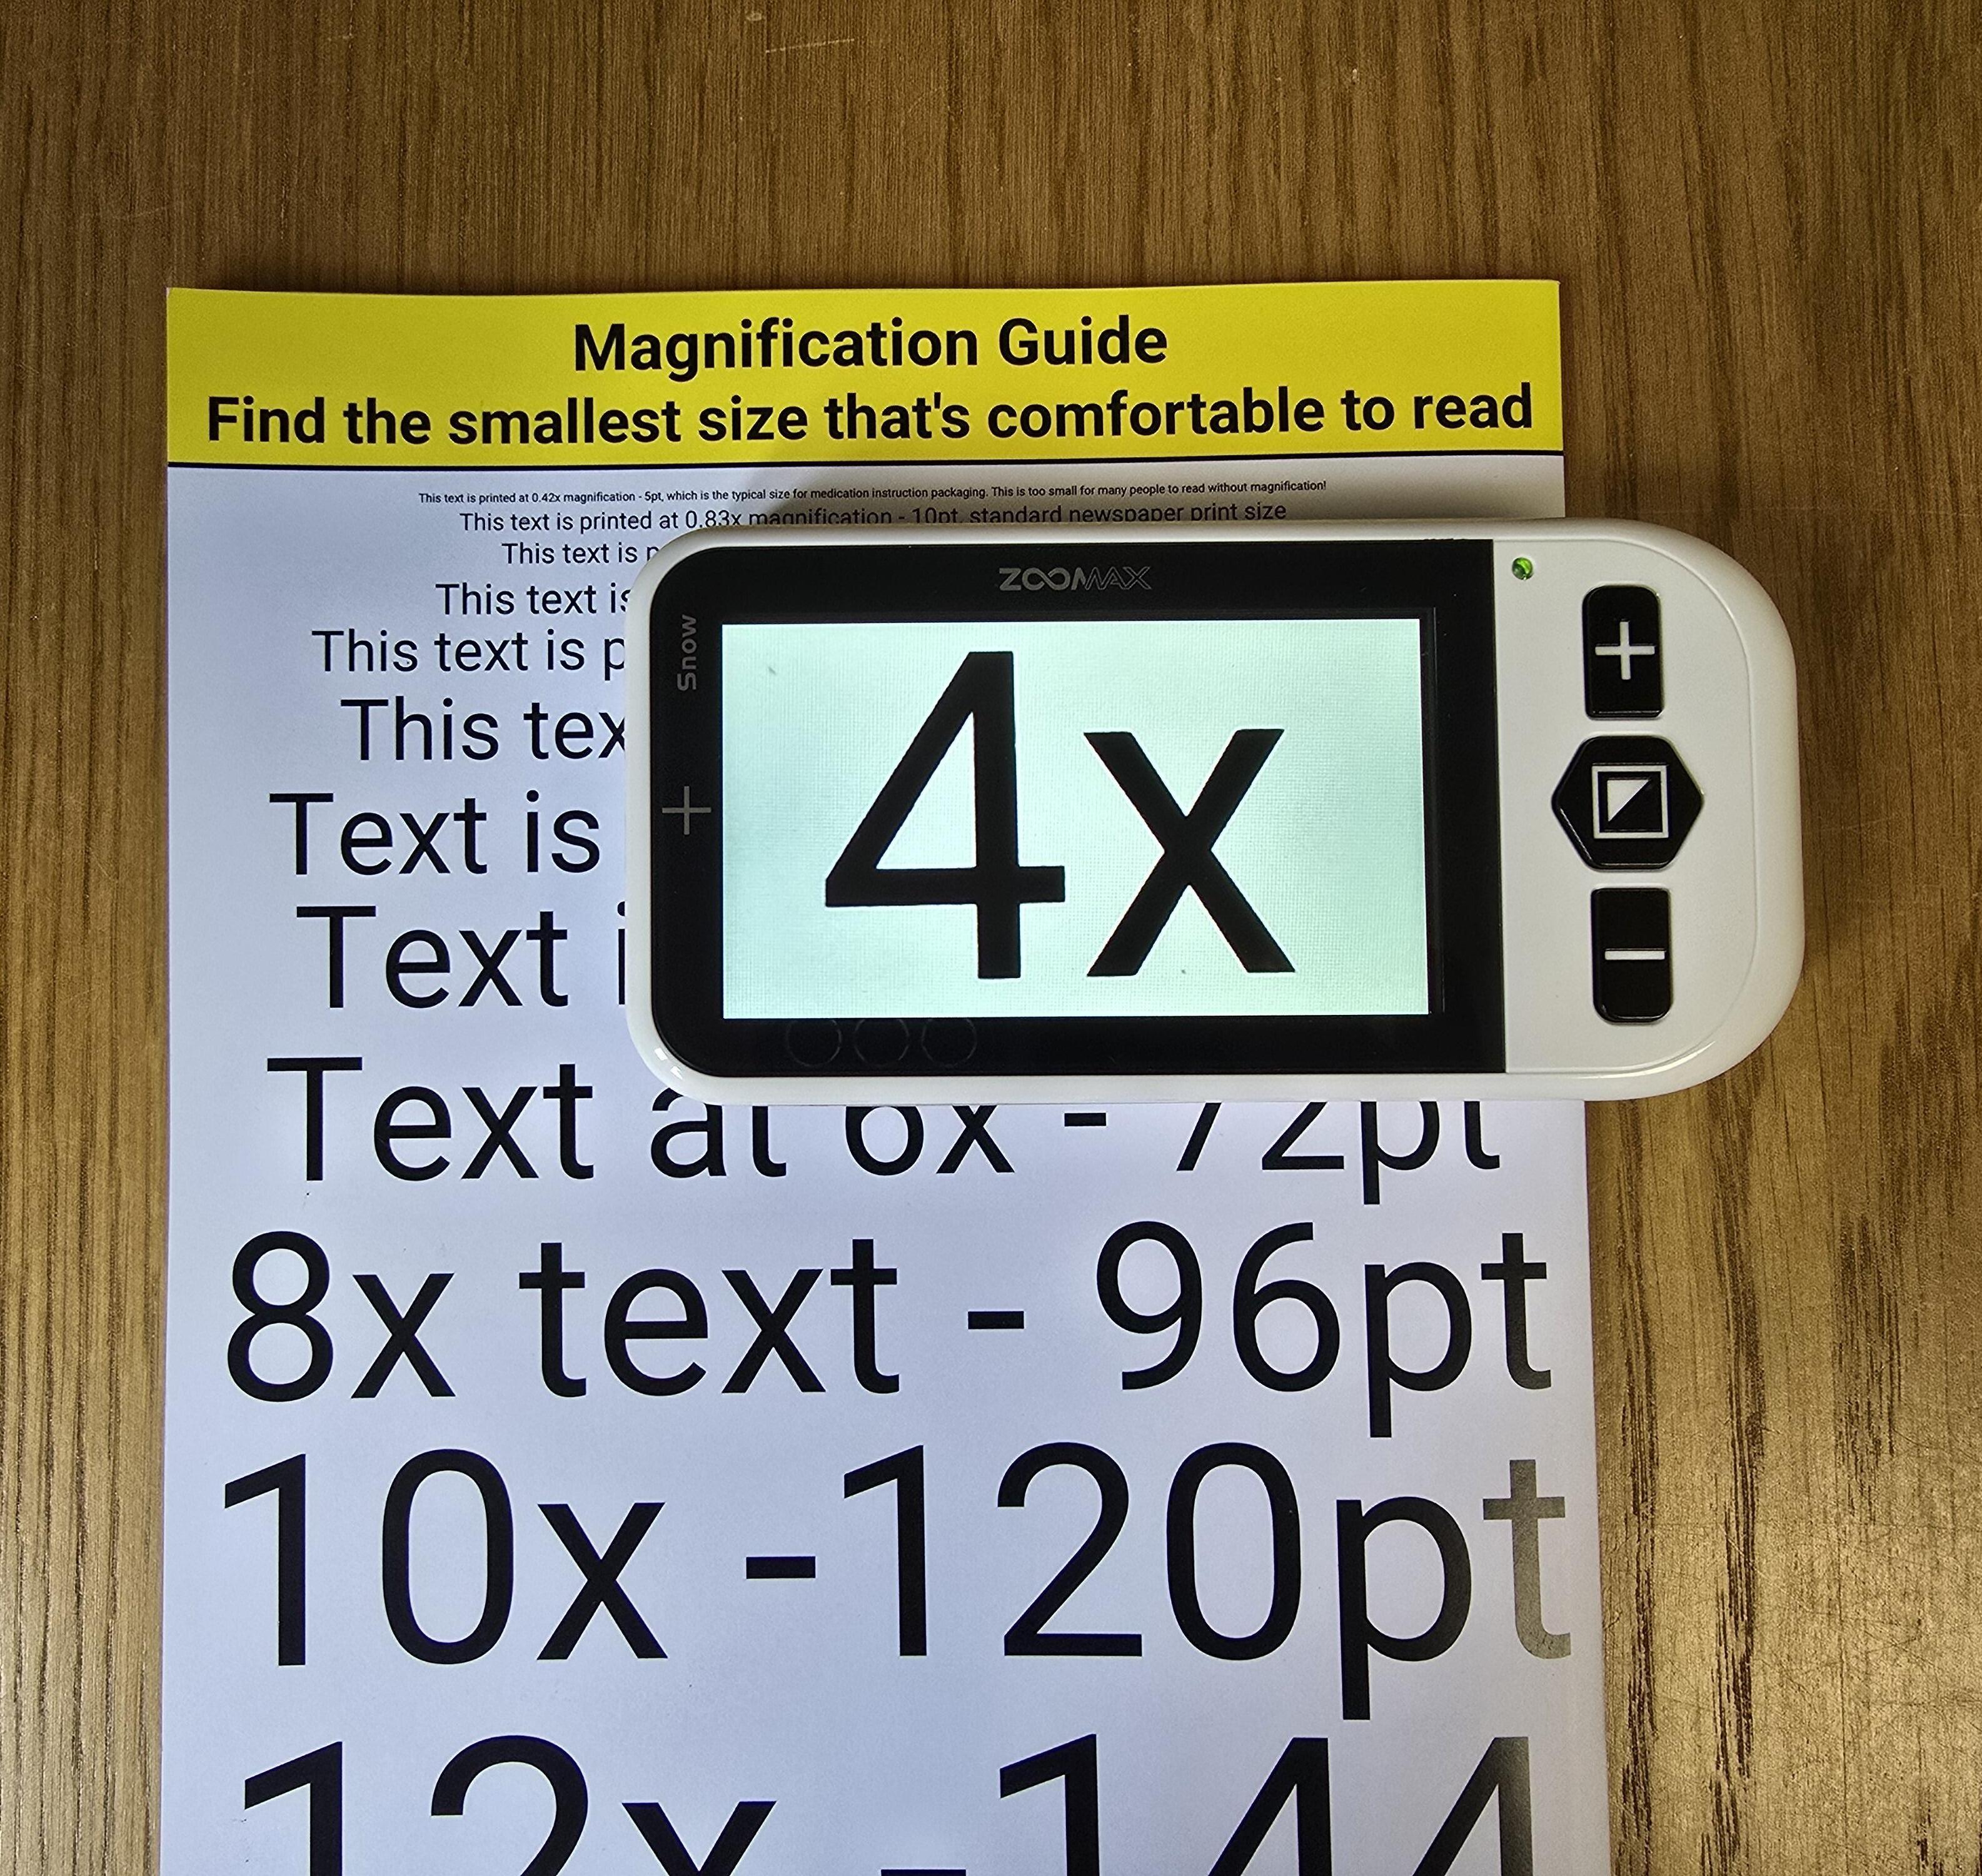 Magnification Guide
Find the smallest size that's comfortable to read
This text is printed at 0.42x magnification - 5pt, which is the typical size for medication instruction packaging. This is too small for many people to read without magnification!
This text is printed at 0.83x magnification - 10pt, standard newspaper print size
This text is
This text is
This text is
This
Text is
Text
ZOOMAX
Snow
4x
Text at 6x - 72pt
8x text - 96pt
10x -120pt
12x -144